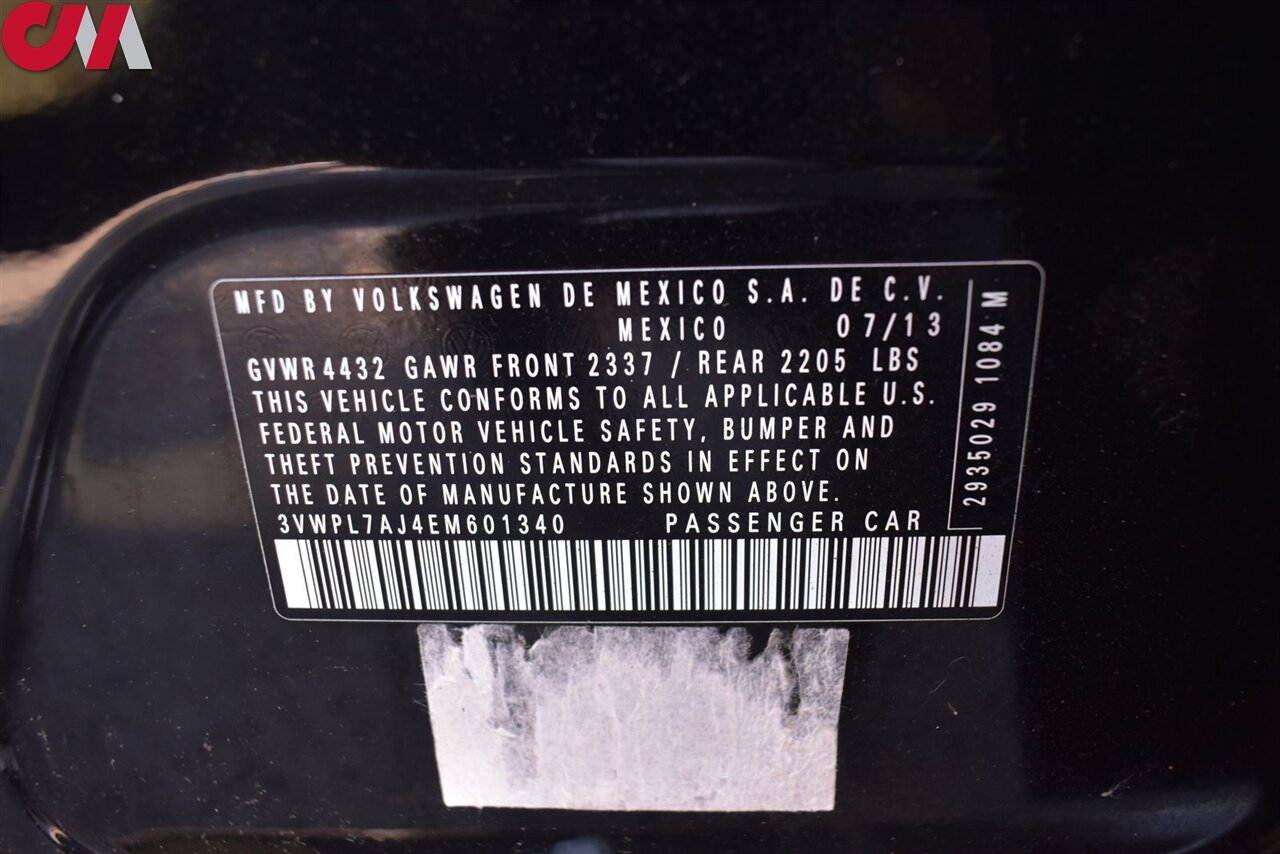 CM
MFD BY VOLKSWAGEN DE MEXICO S.A. DE C.V.
MEXICO 07/13
GVWR 4432 GAWR FRONT 2337 / REAR 2205 LBS
THIS VEHICLE CONFORMS TO ALL APPLICABLE U.S.
FEDERAL MOTOR VEHICLE SAFETY, BUMPER AND
THEFT PREVENTION STANDARDS IN EFFECT ON
THE DATE OF MANUFACTURE SHOWN ABOVE.
3VWPL7AJ4EM601340 PASSENGER CAR
2935029 1084 M